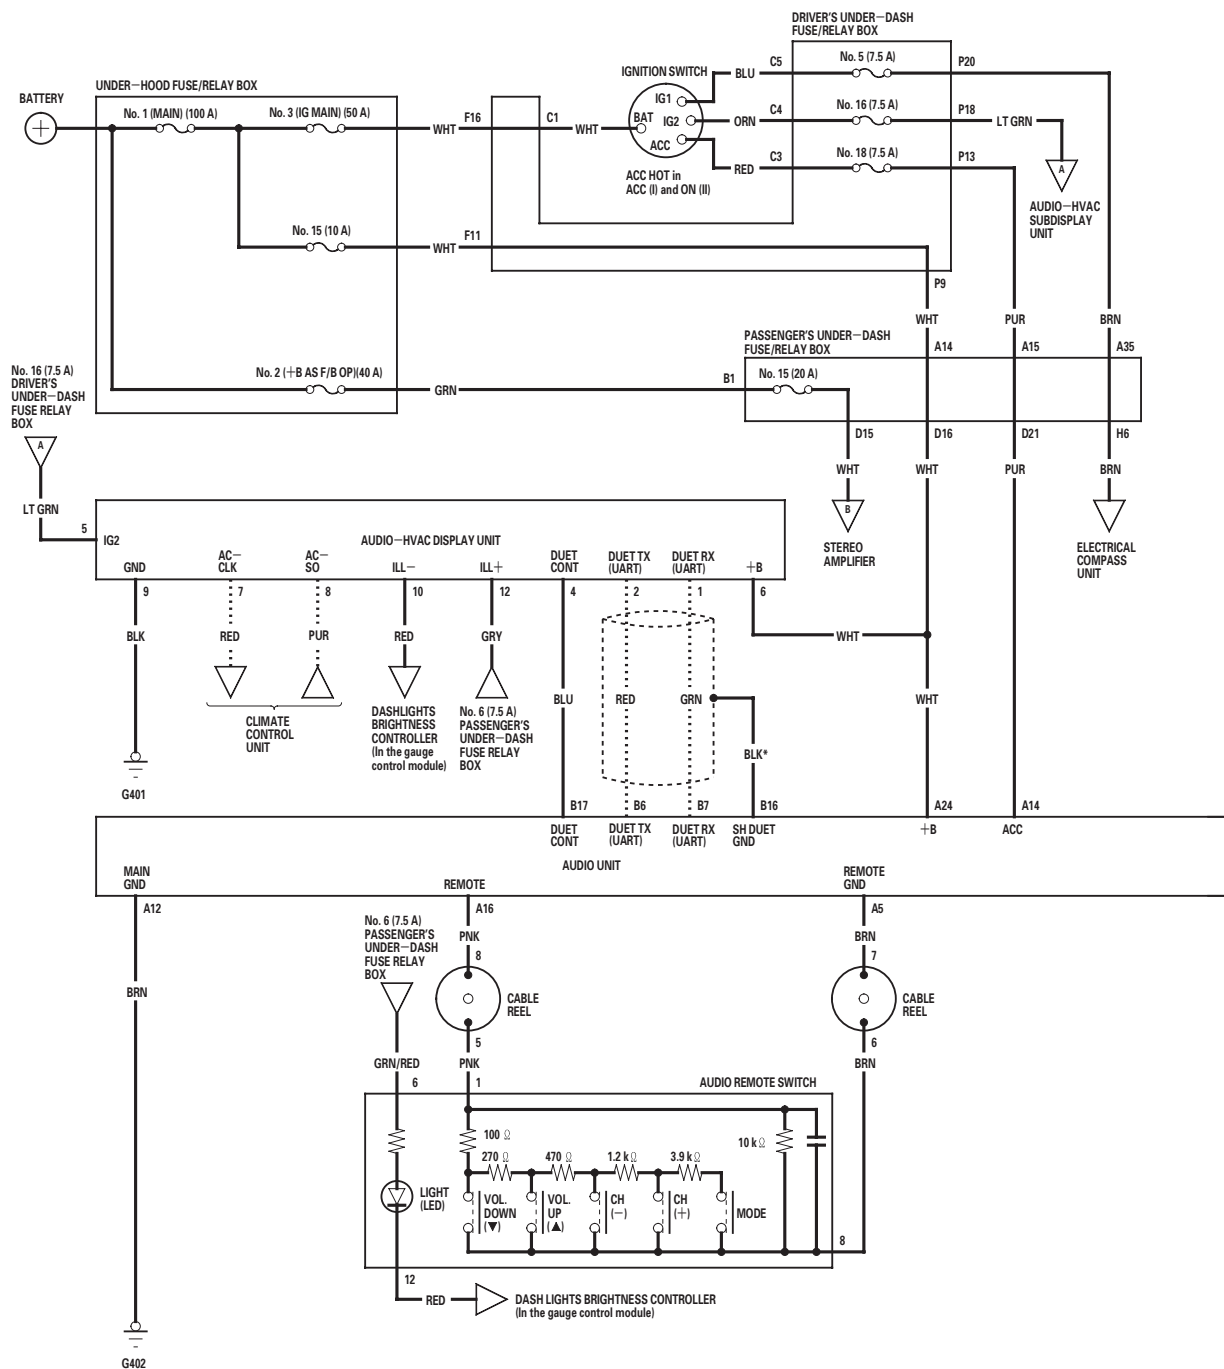 DRIVER'S UNDER−DASH
FUSE/RELAY BOX
UNDER−HOOD FUSE/RELAY BOX
IGNITION SWITCH
BATTERY
No. 1 (MAIN) (100 A)
No. 3 (IG MAIN) (50 A)
WHT
F16
C1
WHT
BAT
IG1
IG2
ACC
BLU
C5
No. 5 (7.5 A)
P20
ORN
C4
No. 16 (7.5 A)
P18
LT GRN
RED
C3
No. 18 (7.5 A)
P13
ACC HOT in
ACC (I) and ON (II)
A
AUDIO−HVAC
SUBDISPLAY
UNIT
No. 15 (10 A)
WHT
F11
P9
WHT
PUR
BRN
PASSENGER'S UNDER−DASH
FUSE/RELAY BOX
A14
A15
A35
No. 2 (+B AS F/B OP)(40 A)
GRN
B1
No. 15 (20 A)
D15
D16
D21
H6
WHT
WHT
PUR
BRN
B
STEREO
AMPLIFIER
ELECTRICAL
COMPASS
UNIT
No. 16 (7.5 A)
DRIVER'S
UNDER−DASH
FUSE RELAY
BOX
A
LT GRN
5
IG2
AUDIO−HVAC DISPLAY UNIT
GND
AC−
CLK
AC−
SO
ILL−
ILL+
DUET
CONT
DUET TX
(UART)
DUET RX
(UART)
+B
9
7
8
10
12
4
2
1
6
BLK
RED
PUR
RED
GRY
WHT
CLIMATE
CONTROL
UNIT
DASHLIGHTS
BRIGHTNESS
CONTROLLER
(In the gauge
control module)
No. 6 (7.5 A)
PASSENGER'S
UNDER−DASH
FUSE RELAY
BOX
BLU
RED
GRN
BLK*
WHT
G401
B17
B6
B7
B16
A24
A14
DUET
CONT
DUET TX
(UART)
DUET RX
(UART)
SH DUET
GND
+B
ACC
AUDIO UNIT
MAIN
GND
REMOTE
REMOTE
GND
A12
A16
A5
No. 6 (7.5 A)
PASSENGER'S
UNDER−DASH
FUSE RELAY
BOX
PNK
8
CABLE
REEL
5
PNK
BRN
7
CABLE
REEL
6
BRN
BRN
GRN/RED
6
1
AUDIO REMOTE SWITCH
100 Ω
270 Ω
470 Ω
1.2 k Ω
3.9 k Ω
10 k Ω
LIGHT
(LED)
VOL.
DOWN
(▼)
VOL.
UP
(▲)
CH
(−)
CH
(+)
MODE
8
12
RED
DASH LIGHTS BRIGHTNESS CONTROLLER
(In the gauge control module)
G402